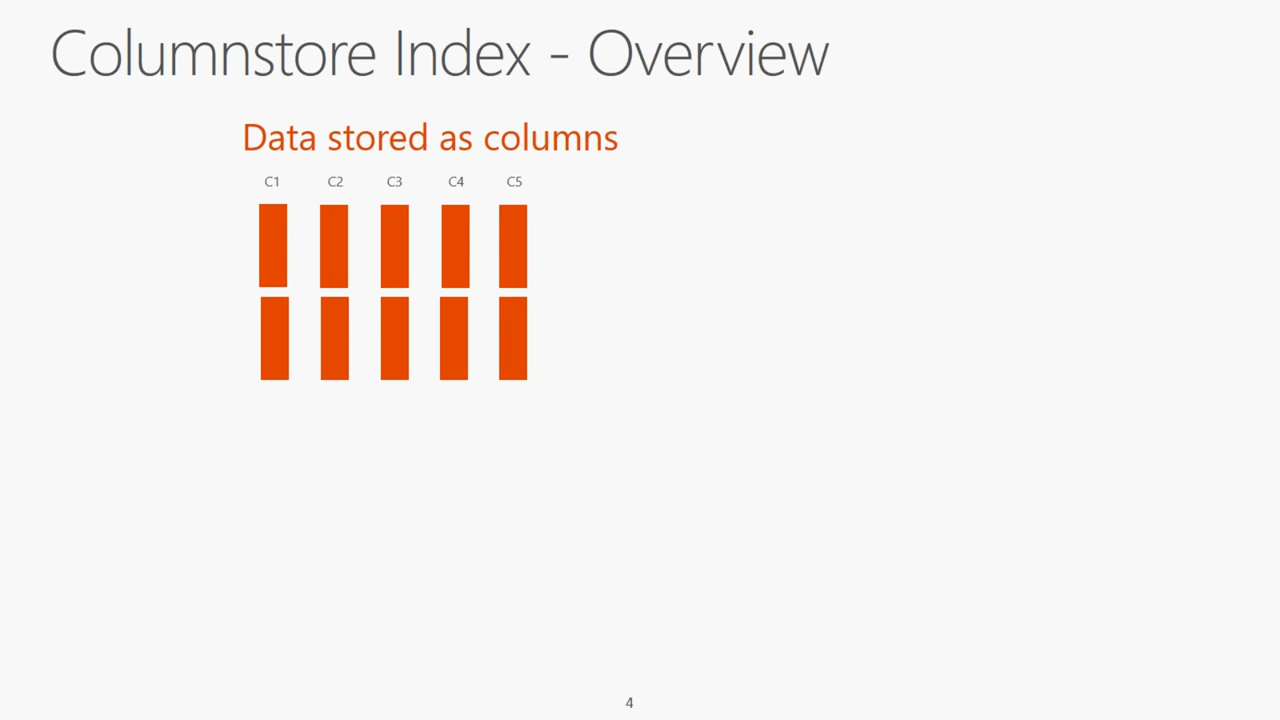 Columnstore Index - Overview
Data stored as columns
C1 C2 C3 C4 C5
4